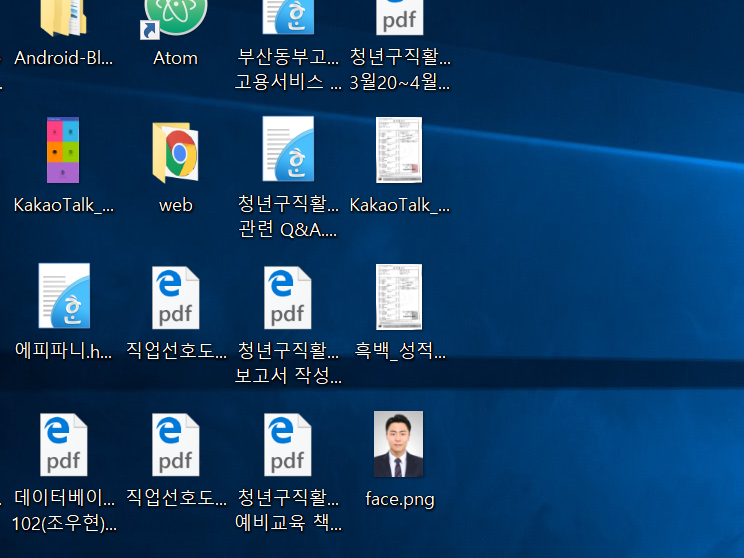 Android-Bl...
Atom
부산동부고...
고용서비스 ...
청년구직활...
3월20~4월...
pdf
KakaoTalk_...
web
청년구직활...
관련 Q&A....
KakaoTalk_...
에피파니.h...
pdf
직업선호도...
pdf
청년구직활...
보고서 작성...
흑백_성적...
pdf
데이터베이...
102(조우현)...
pdf
직업선호도...
pdf
청년구직활...
예비교육 책...
face.png